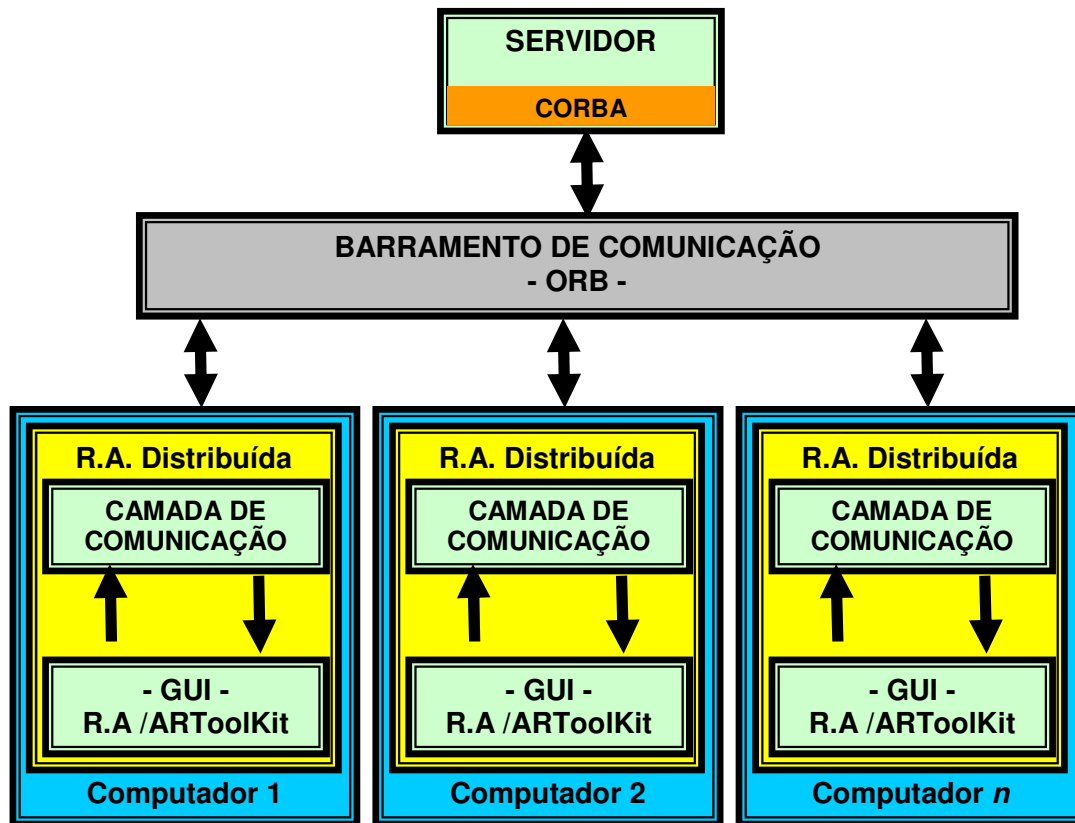 SERVIDOR
CORBA
BARRAMENTO DE COMUNICAÇÃO
- ORB -
R.A. Distribuída
CAMADA DE
COMUNICAÇÃO
- GUI -
R.A /ARToolKit
Computador 1
R.A. Distribuída
CAMADA DE
COMUNICAÇÃO
- GUI -
R.A /ARToolKit
Computador 2
R.A. Distribuída
CAMADA DE
COMUNICAÇÃO
- GUI -
R.A /ARToolKit
Computador n